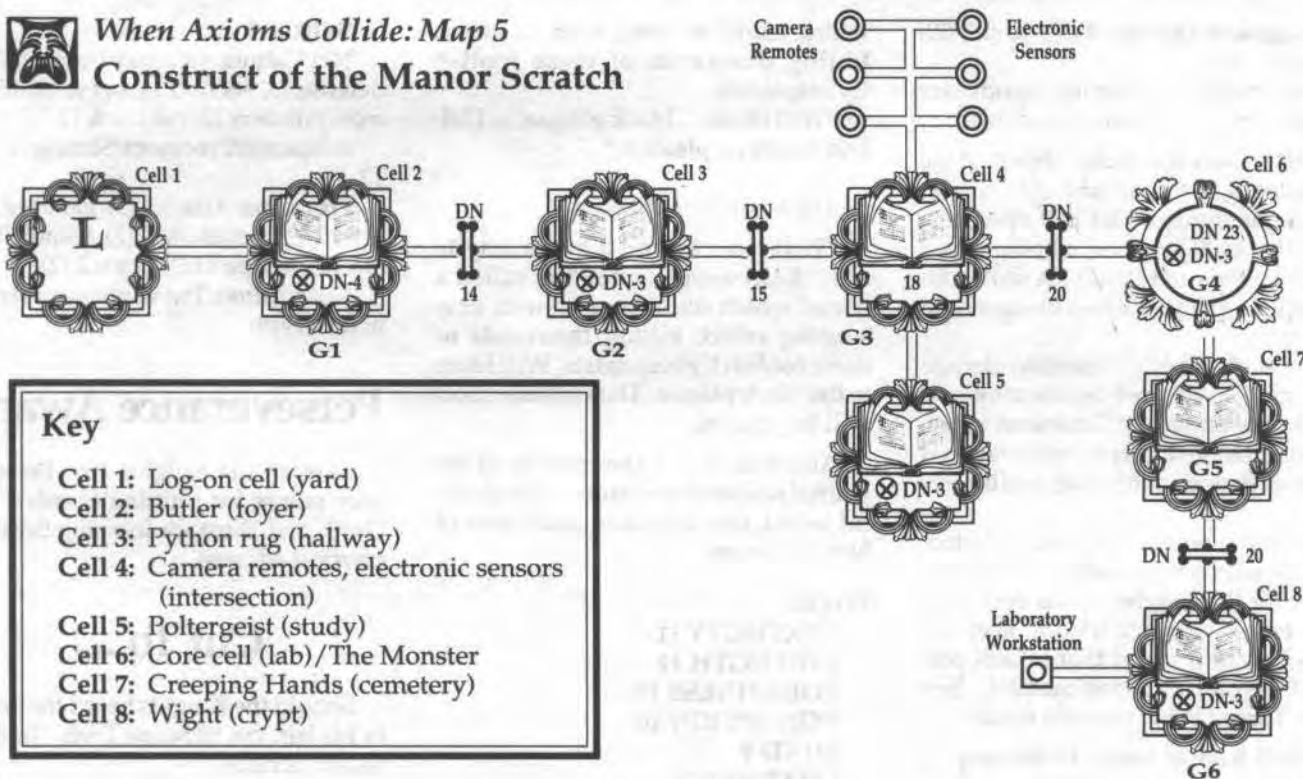 When Axioms Collide: Map 5
Construct of the Manor Scratch
Camera
Remotes
Electronic
Sensors
Cell 1
L
Cell 2
⊗ DN-4
G1
DN
14
Cell 3
⊗ DN-3
G2
DN
15
Cell 4
18
G3
DN
20
Cell 6
DN 23
⊗ DN-3
G4
Cell 5
⊗ DN-3
Cell 7
G5
DN
20
Cell 8
Laboratory
Workstation
⊗ DN-3
G6
Key
Cell 1: Log-on cell (yard)
Cell 2: Butler (foyer)
Cell 3: Python rug (hallway)
Cell 4: Camera remotes, electronic sensors
(intersection)
Cell 5: Poltergeist (study)
Cell 6: Core cell (lab)/The Monster
Cell 7: Creeping Hands (cemetery)
Cell 8: Wight (crypt)